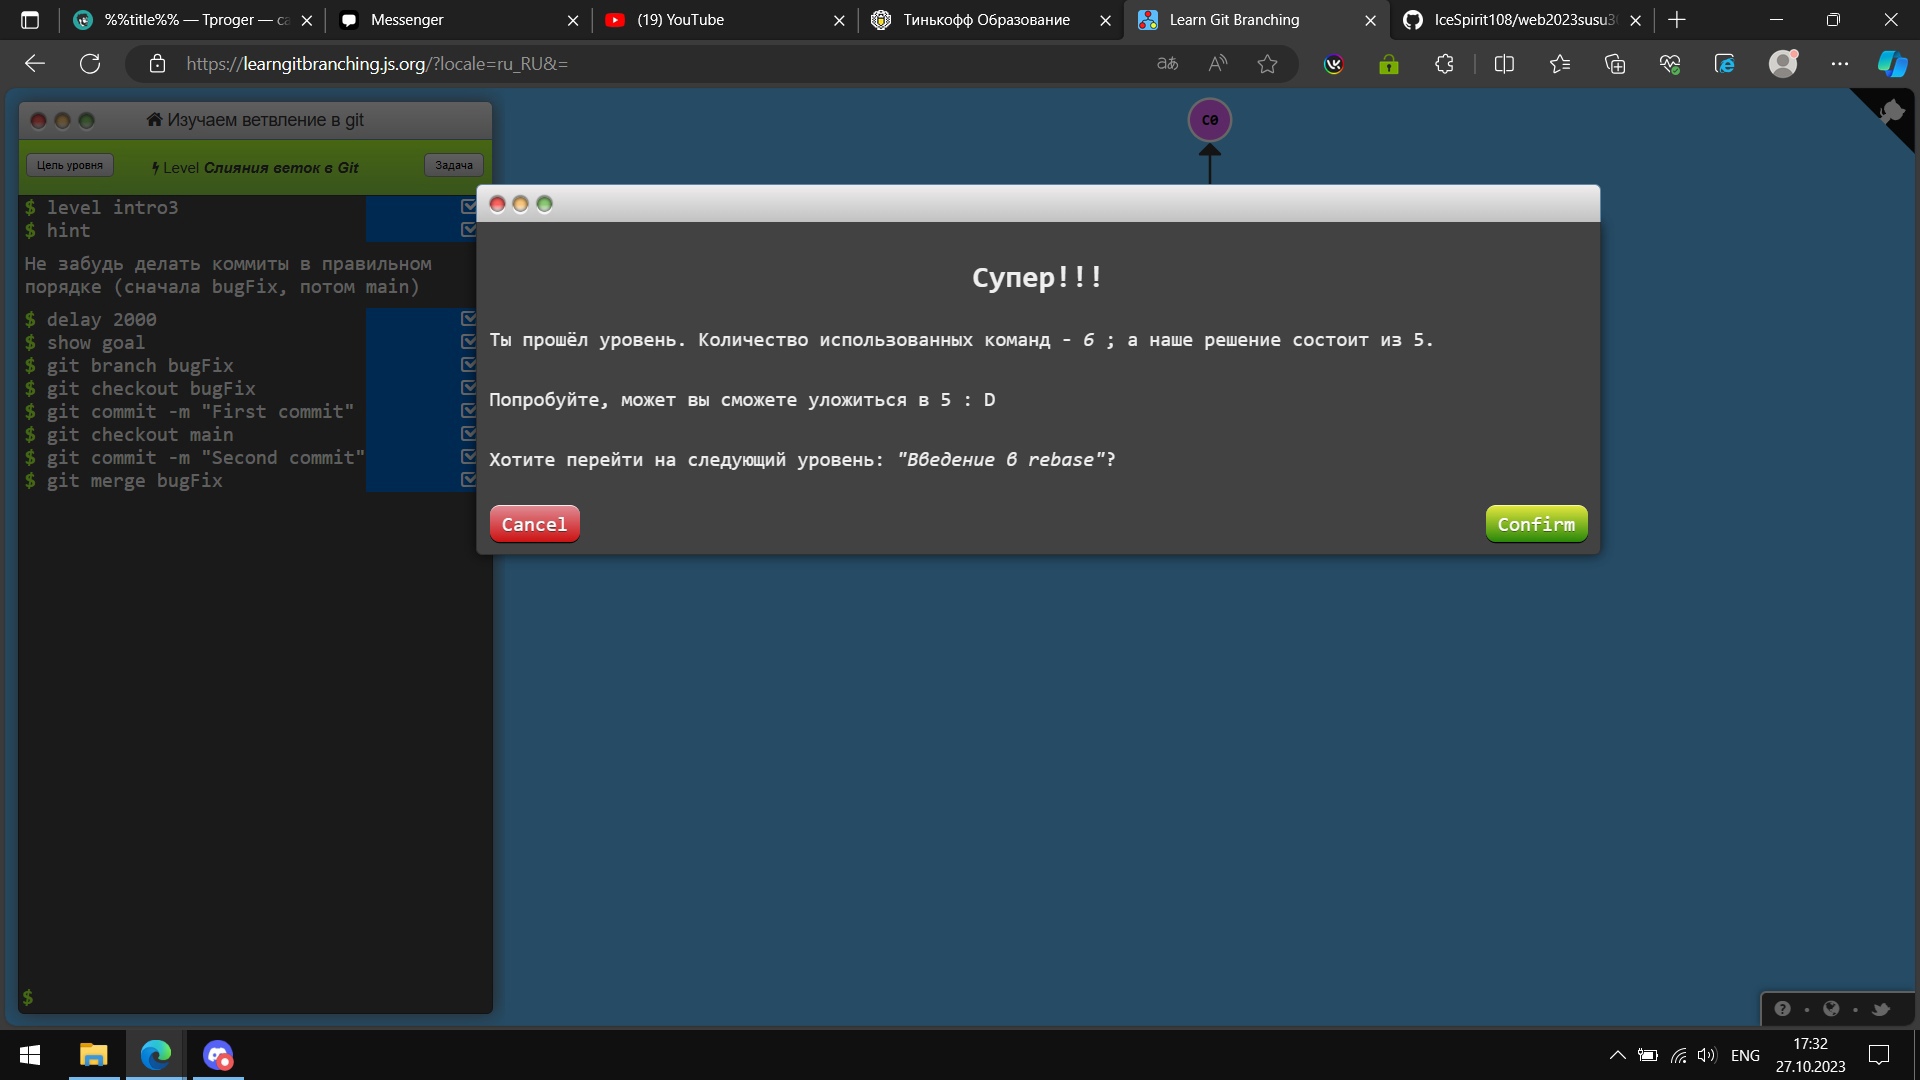 %%title%% — Tproger — са
Messenger
(19) YouTube
Тинькофф Образование
Learn Git Branching
IceSpirit108/web2023susu30
https://learngitbranching.js.org/?locale=ru_RU&=
Изучаем ветвление в git
Цель уровня
Level Слияния веток в Git
Задача
$ level intro3
$ hint
Не забудь делать коммиты в правильном
порядке (сначала bugFix, потом main)
$ delay 2000
$ show goal
$ git branch bugFix
$ git checkout bugFix
$ git commit -m "First commit"
$ git checkout main
$ git commit -m "Second commit"
$ git merge bugFix
$
C0
Супер!!!
Ты прошёл уровень. Количество использованных команд - 6 ; а наше решение состоит из 5.
Попробуйте, может вы сможете уложиться в 5 : D
Хотите перейти на следующий уровень: "Введение в rebase"?
Cancel
Confirm
ENG
17:32
27.10.2023